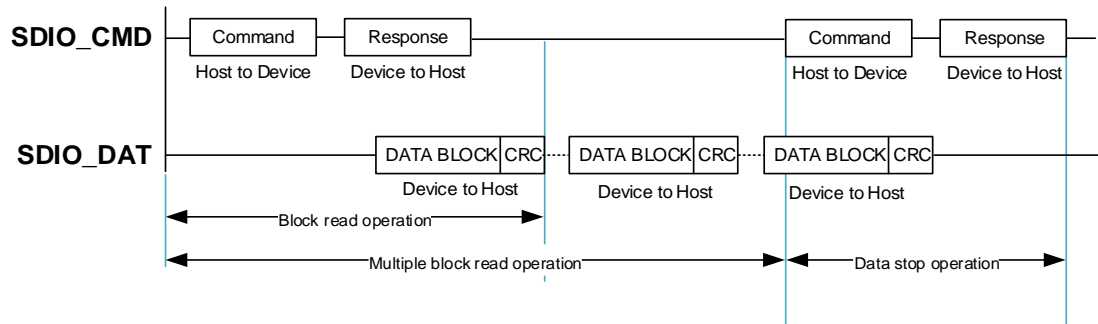 SDIO_CMD
Command
Response
Command
Response
Host to Device
Device to Host
Host to Device
Device to Host
SDIO_DAT
DATA BLOCK CRC
DATA BLOCK CRC
DATA BLOCK CRC
Device to Host
Device to Host
Device to Host
Block read operation
Multiple block read operation
Data stop operation